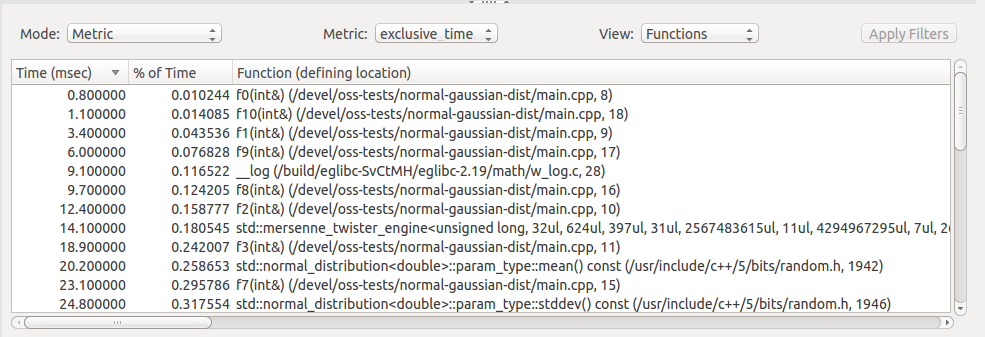 Mode: Metric Metric: exclusive_time View: Functions Apply Filters
Time (msec) % of Time Function (defining location)
0.800000 0.010244 f0(int&) (/devel/oss-tests/normal-gaussian-dist/main.cpp, 8)
1.100000 0.014085 f10(int&) (/devel/oss-tests/normal-gaussian-dist/main.cpp, 18)
3.400000 0.043536 f1(int&) (/devel/oss-tests/normal-gaussian-dist/main.cpp, 9)
6.000000 0.076828 f9(int&) (/devel/oss-tests/normal-gaussian-dist/main.cpp, 17)
9.100000 0.116522 __log (/build/eglibc-SvCtMH/eglibc-2.19/math/w_log.c, 28)
9.700000 0.124205 f8(int&) (/devel/oss-tests/normal-gaussian-dist/main.cpp, 16)
12.400000 0.158777 f2(int&) (/devel/oss-tests/normal-gaussian-dist/main.cpp, 10)
14.100000 0.180545 std::mersenne_twister_engine<unsigned long, 32ul, 624ul, 397ul, 31ul, 2567483615ul, 11ul, 4294967295ul, 7ul, 26
18.900000 0.242007 f3(int&) (/devel/oss-tests/normal-gaussian-dist/main.cpp, 11)
20.200000 0.258653 std::normal_distribution<double>::param_type::mean() const (/usr/include/c++/5/bits/random.h, 1942)
23.100000 0.295786 f7(int&) (/devel/oss-tests/normal-gaussian-dist/main.cpp, 15)
24.800000 0.317554 std::normal_distribution<double>::param_type::stddev() const (/usr/include/c++/5/bits/random.h, 1946)